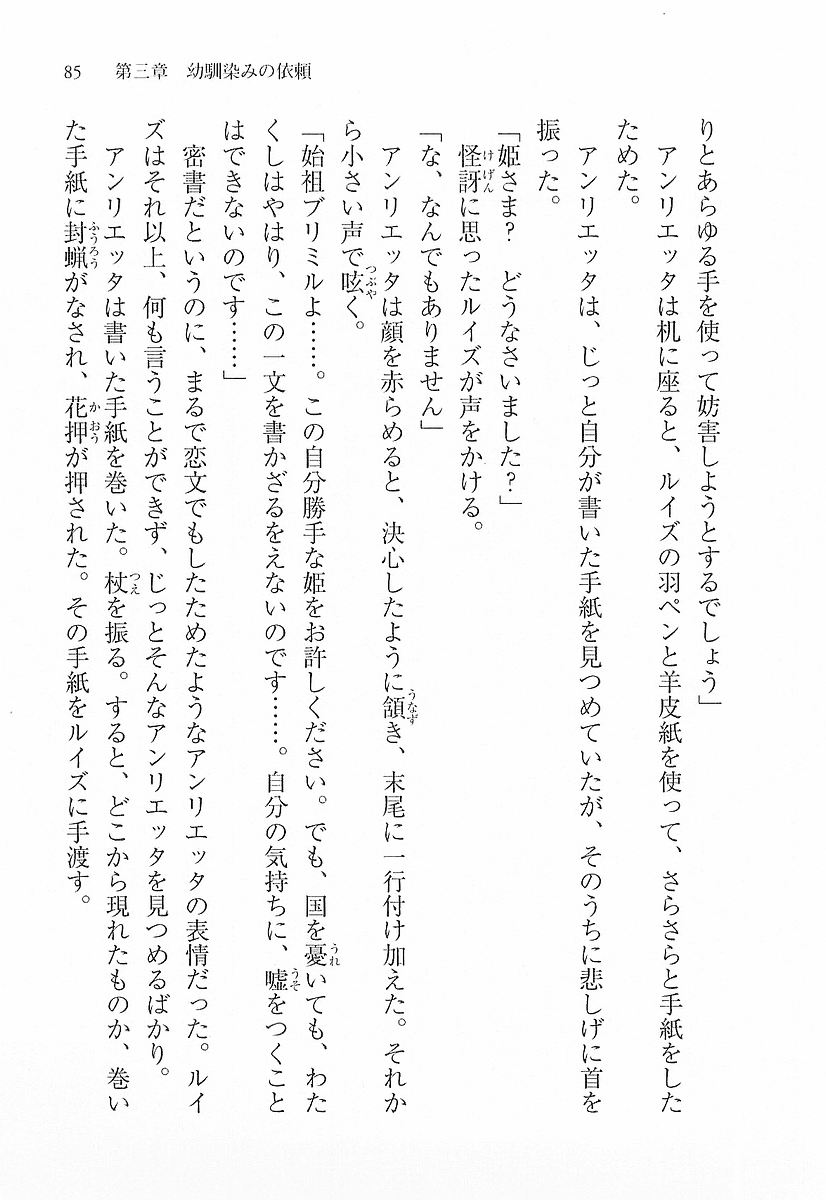 85　第三章　幼馴染みの依頼
りとあらゆる手を使って妨害しようとするでしょう」
　アンリエッタは机に座ると、ルイズの羽ペンと羊皮紙を使って、さらさらと手紙をした
ためた。
　アンリエッタは、じっと自分が書いた手紙を見つめていたが、そのうちに悲しげに首を
振った。
「姫さま？　どうなさいました？」
　怪訝に思ったルイズが声をかける。
「な、なんでもありません」
　アンリエッタは顔を赤らめると、決心したように頷き、末尾に一行付け加えた。それか
ら小さい声で呟く。
「始祖ブリミルよ……。この自分勝手な姫をお許しください。でも、国を憂いても、わた
くしはやはり、この一文を書かざるをえないのです……。自分の気持ちに、嘘をつくこと
はできないのです……」
　密書だというのに、まるで恋文でもしたためたようなアンリエッタの表情だった。ルイ
ズはそれ以上、何も言うことができず、じっとそんなアンリエッタを見つめるばかり。
　アンリエッタは書いた手紙を巻いた。杖を振る。すると、どこから現れたものか、巻い
た手紙に封蝋がなされ、花押が押された。その手紙をルイズに手渡す。